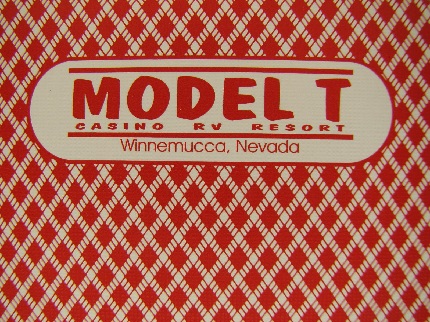 MODEL T
CASINO RV RESORT
Winnemucca, Nevada